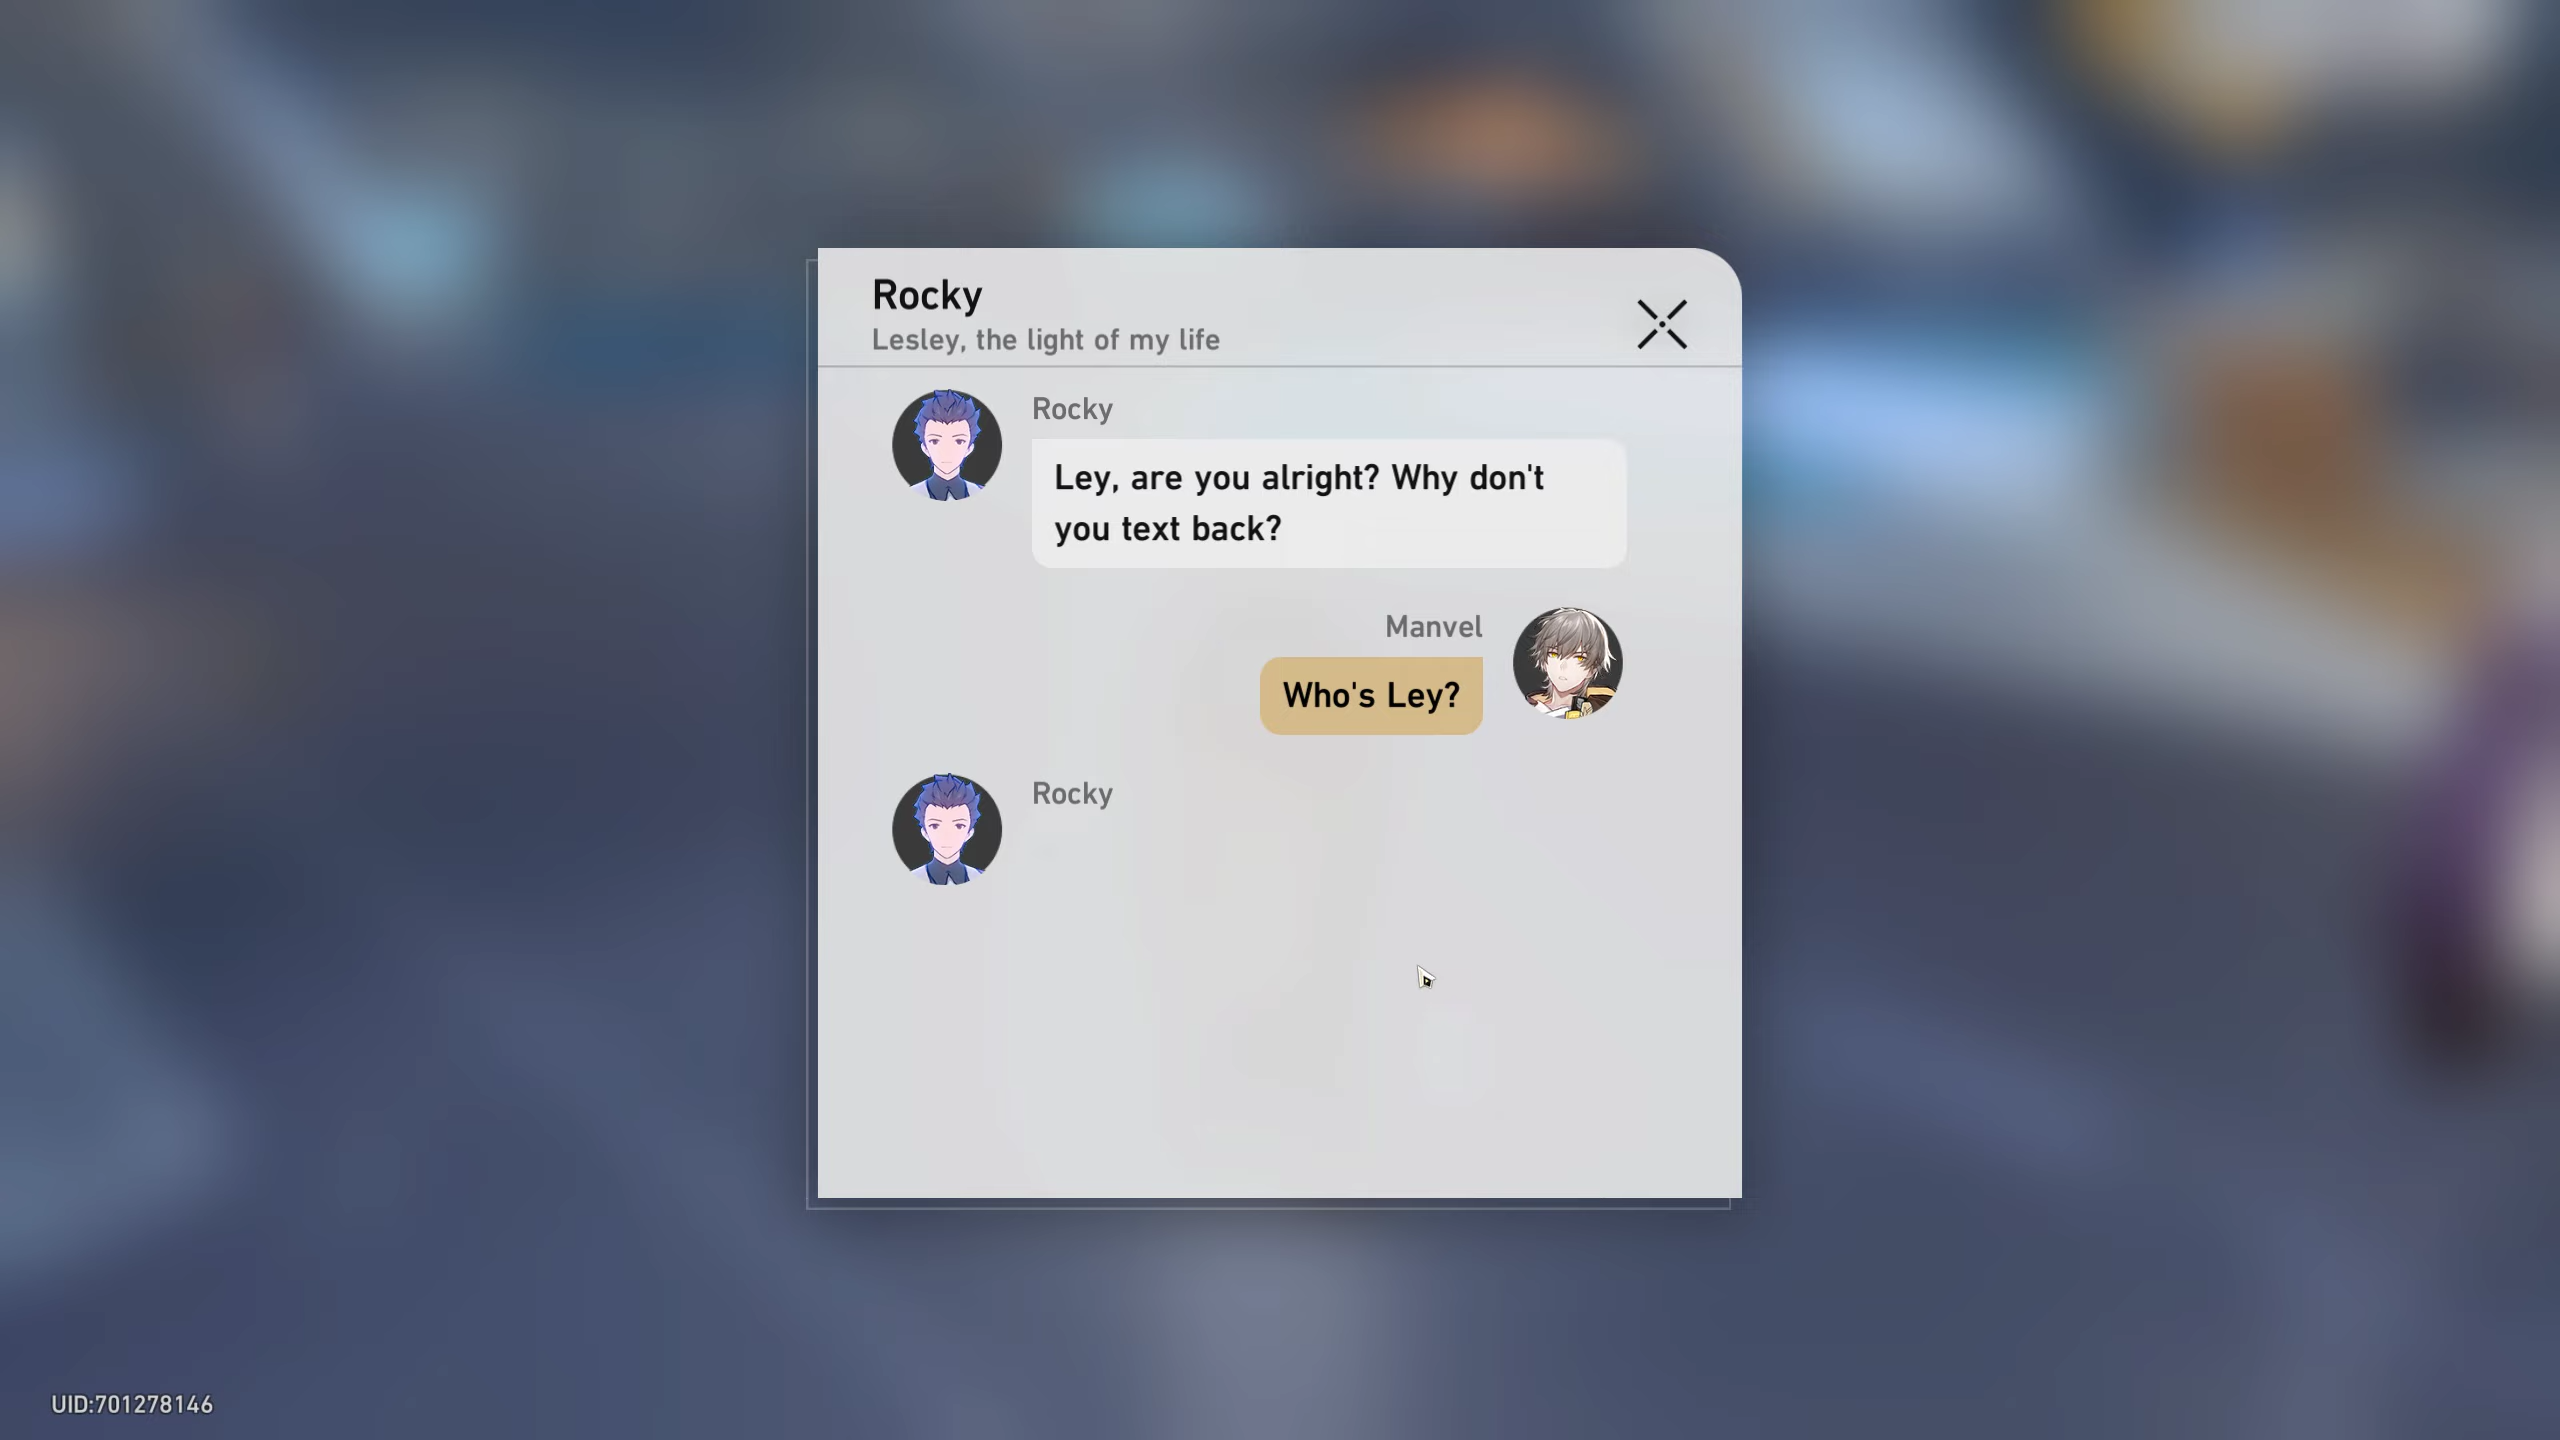 Rocky
Lesley, the light of my life
Rocky
Ley, are you alright? Why don't
you text back?
Manvel
Who's Ley?
Rocky
UID:701278146